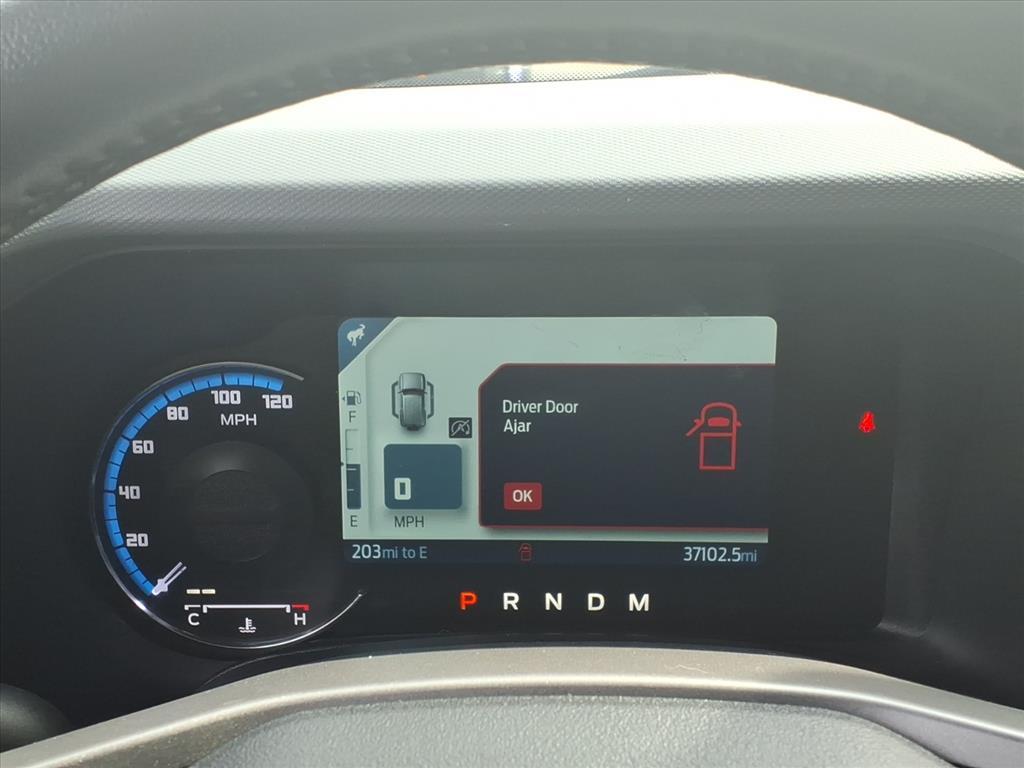 120
100
80
MPH
60
40
20
C
H
F
E
0
MPH
Driver Door
Ajar
OK
203mi to E
37102.5mi
P R N D M